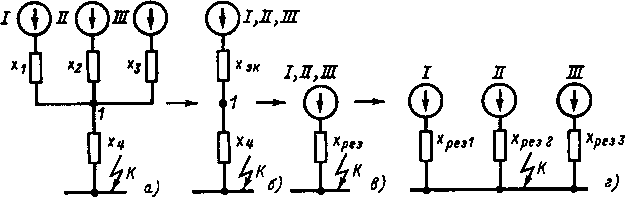 I II III I, II, III
x1 x2 x3 xэк
1 1
I, II, III I II III
x4 x4 xрез xрез1 xрез2 xрез3
K K K K
а) б) в) г)